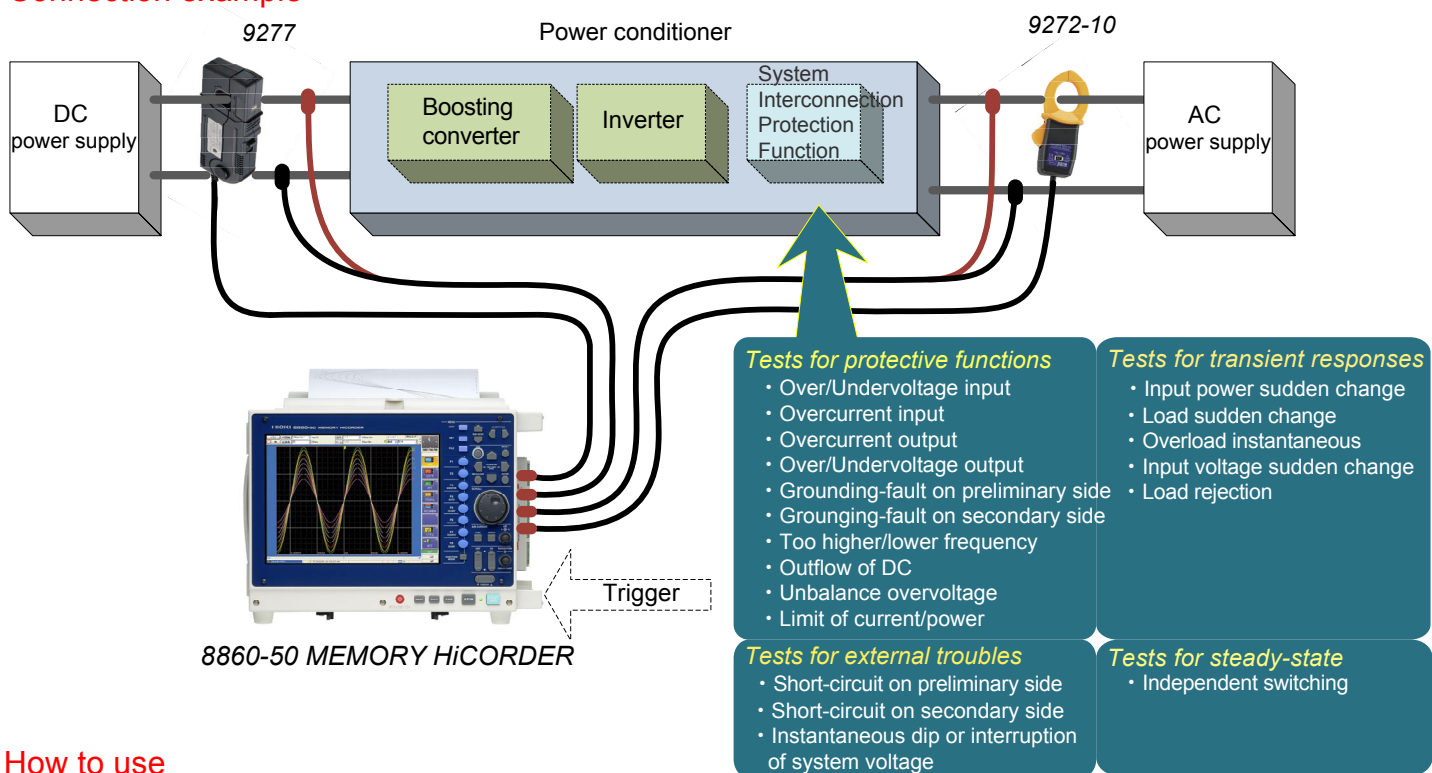 Connection example
9277
Power conditioner
9272-10
DC
power supply
Boosting
converter
Inverter
System
Interconnection
Protection
Function
AC
power supply
Tests for protective functions
・Over/Undervoltage input
・Overcurrent input
・Overcurrent output
・Over/Undervoltage output
・Grounding-fault on preliminary side
・Grounging-fault on secondary side
・Too higher/lower frequency
・Outflow of DC
・Unbalance overvoltage
・Limit of current/power
Tests for transient responses
・Input power sudden change
・Load sudden change
・Overload instantaneous
・Input voltage sudden change
・Load rejection
HIOKI 8860-50 MEMORY HiCORDER
Trigger
8860-50 MEMORY HiCORDER
Tests for external troubles
・Short-circuit on preliminary side
・Short-circuit on secondary side
・Instantaneous dip or interruption
of system voltage
Tests for steady-state
・Independent switching
How to use